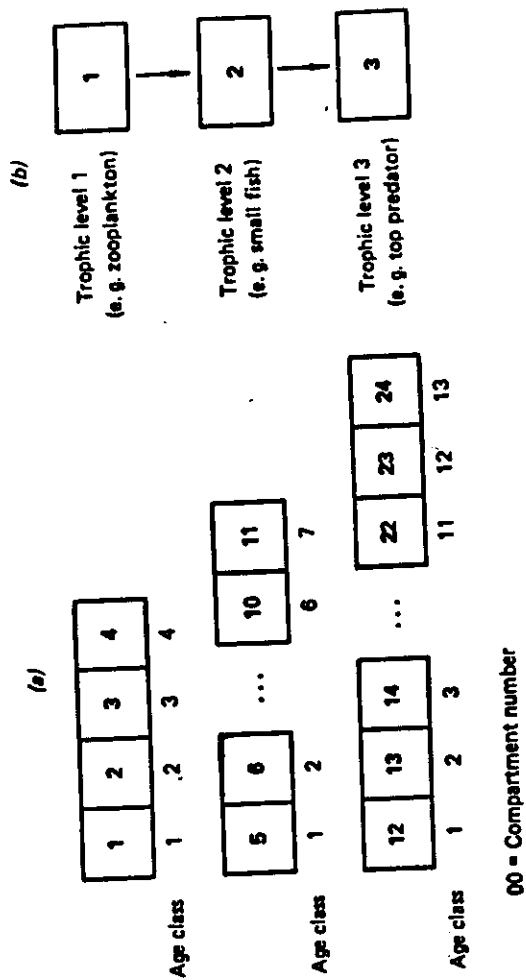 (a)
1 2 3 4
Age class 1 2 3 4
5 6 ... 10 11
Age class 1 2 6 7
12 13 14 ... 22 23 24
Age class 1 2 3 11 12 13
00 = Compartment number
(b)
Trophic level 1
(e. g. zooplankton)
1
Trophic level 2
(e. g. small fish)
2
Trophic level 3
(e. g. top predator)
3